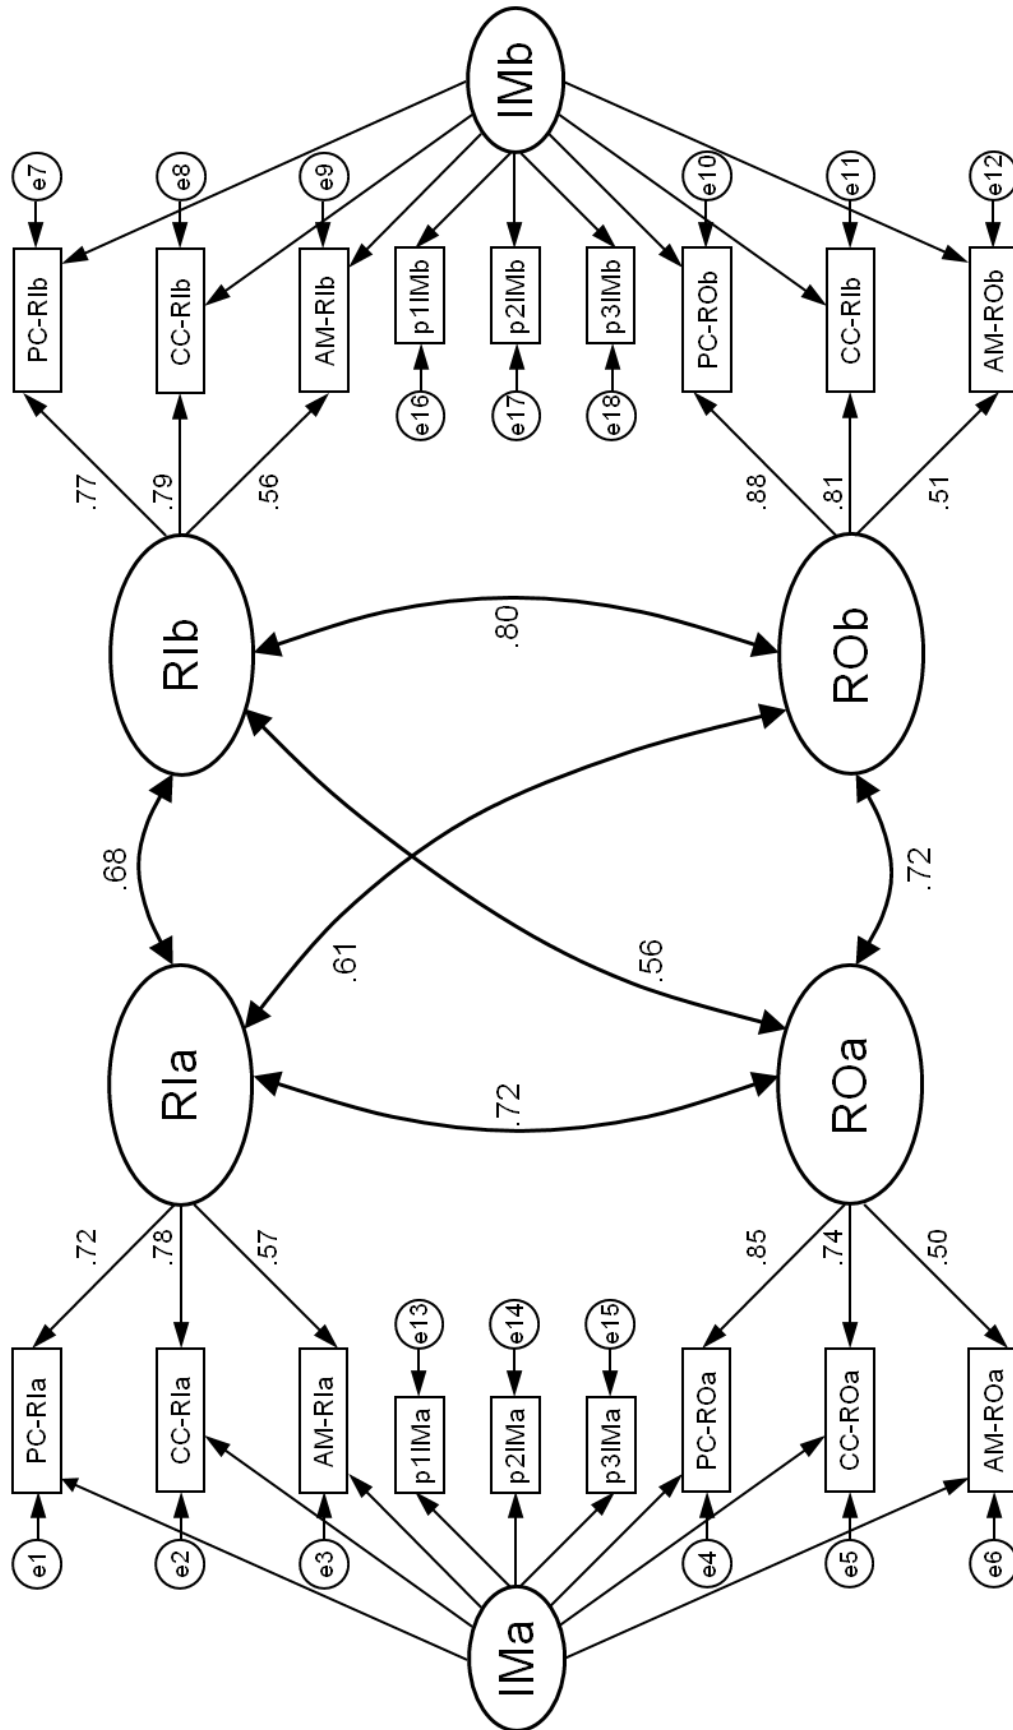 IMb
e7
e8
e9
e10
e11
e12
PC-RIb
CC-RIb
AM-RIb
p1IMb
p2IMb
p3IMb
PC-ROb
CC-RIb
AM-ROb
e16
e17
e18
.77
.79
.56
.88
.81
.51
RIb
ROb
.80
.68
.61
.56
.72
RIa
ROa
.72
.72
.78
.57
.85
.74
.50
e13
e14
e15
PC-RIa
CC-RIa
AM-RIa
p1IMa
p2IMa
p3IMa
PC-ROa
CC-ROa
AM-ROa
e1
e2
e3
e4
e5
e6
IMa